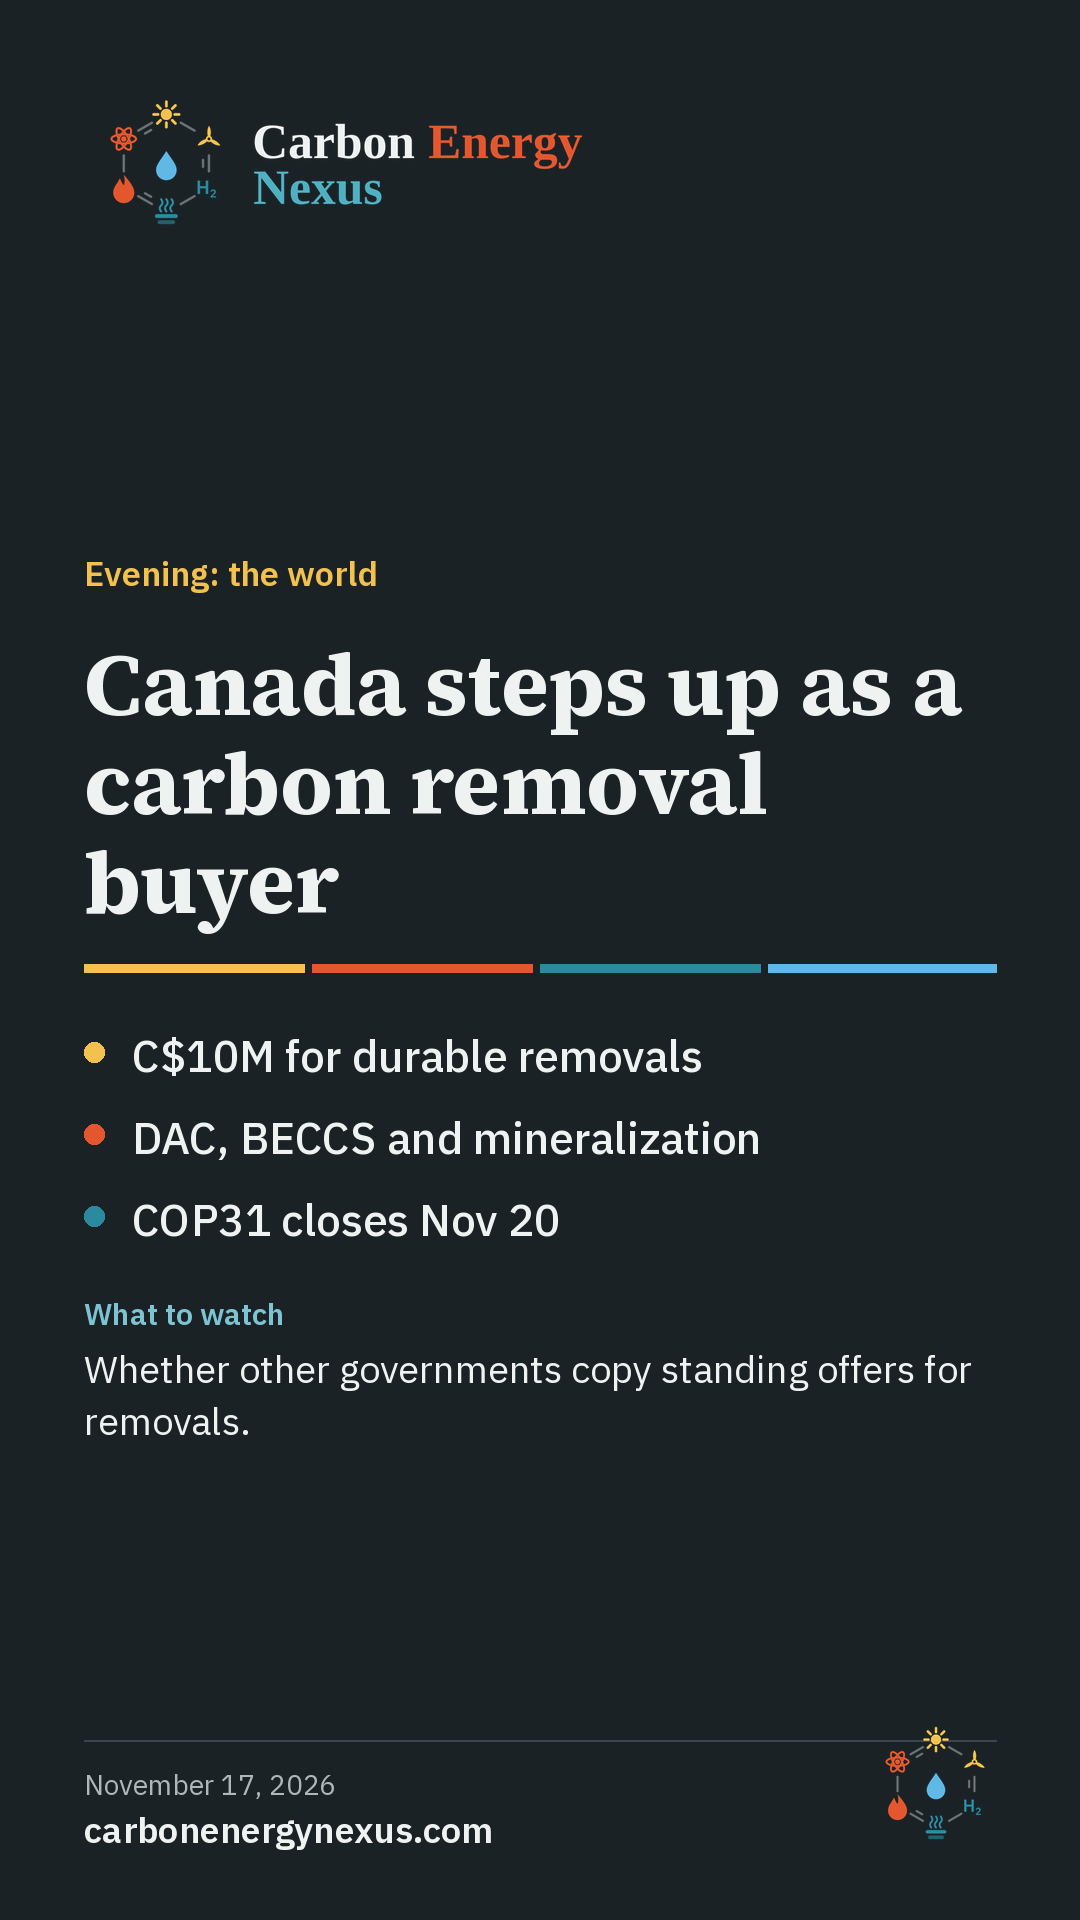 Carbon Energy
Nexus
H₂
Evening: the world
Canada steps up as a
carbon removal
buyer
C$10M for durable removals
DAC, BECCS and mineralization
COP31 closes Nov 20
What to watch
Whether other governments copy standing offers for
removals.
November 17, 2026
carbonenergynexus.com
H₂